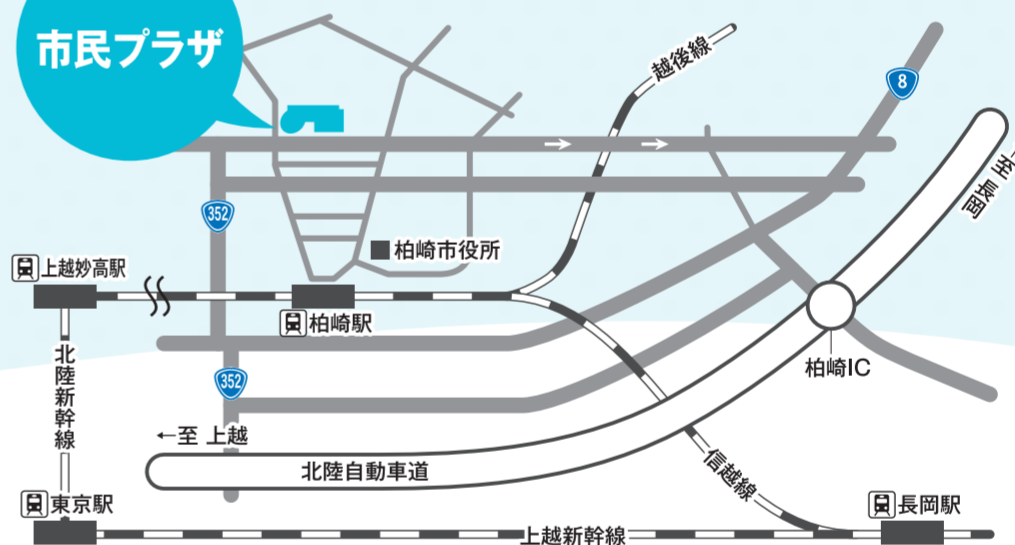 市民プラザ
越後線
8
至 長岡
352
柏崎市役所
上越妙高駅
柏崎駅
北陸新幹線
352
柏崎IC
←至 上越
北陸自動車道
信越線
東京駅
長岡駅
上越新幹線